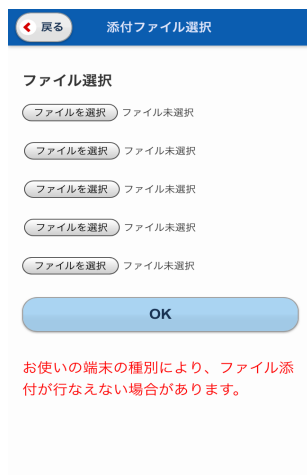 戻る 添付ファイル選択
ファイル選択
ファイルを選択 ファイル未選択
ファイルを選択 ファイル未選択
ファイルを選択 ファイル未選択
ファイルを選択 ファイル未選択
ファイルを選択 ファイル未選択
OK
お使いの端末の種別により、ファイル添
付が行なえない場合があります。